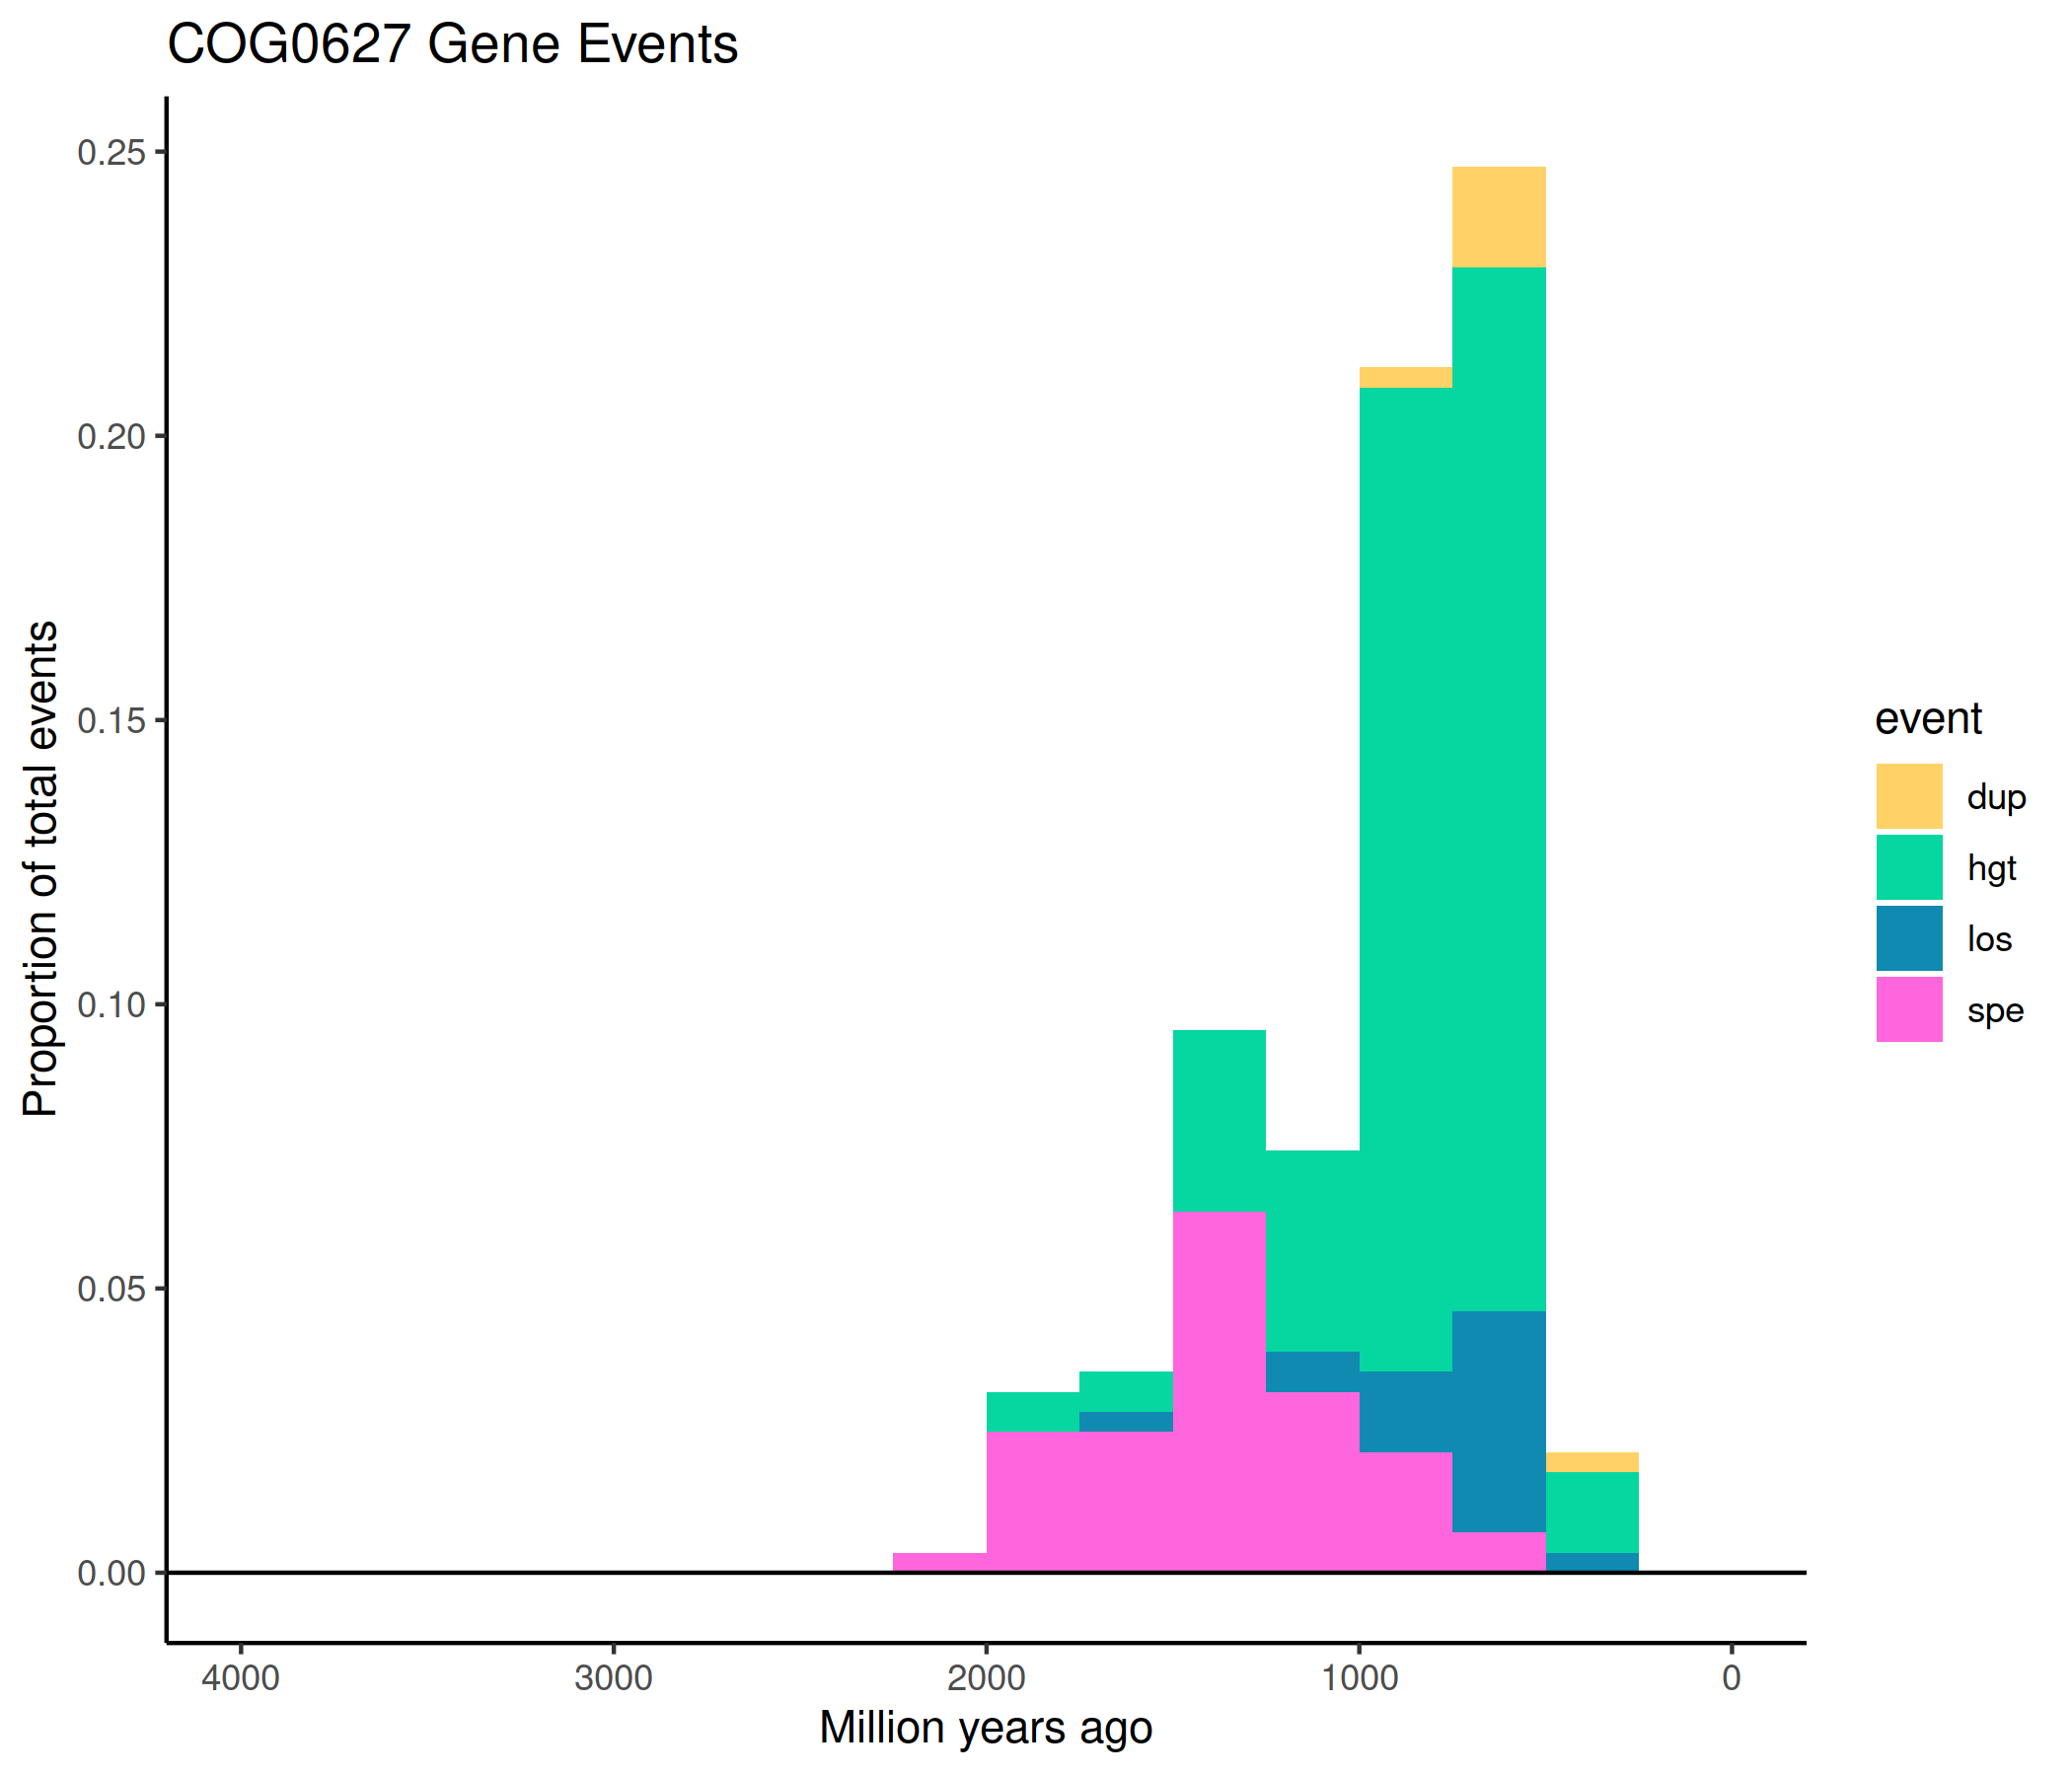 COG0627 Gene Events
Proportion of total events
0.25
0.20
0.15
0.10
0.05
0.00
4000 3000 2000 1000 0
Million years ago
event
dup
hgt
los
spe